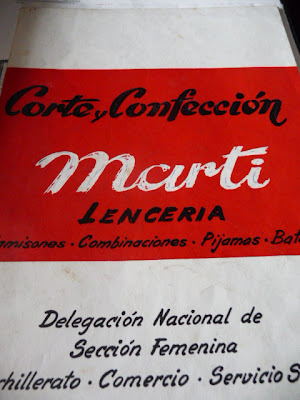 Corte y Confección
Marti
LENCERIA
· Combinaciones · Pijamas ·
Delegación Nacional de
Sección Femenina
· Comercio · Servicio